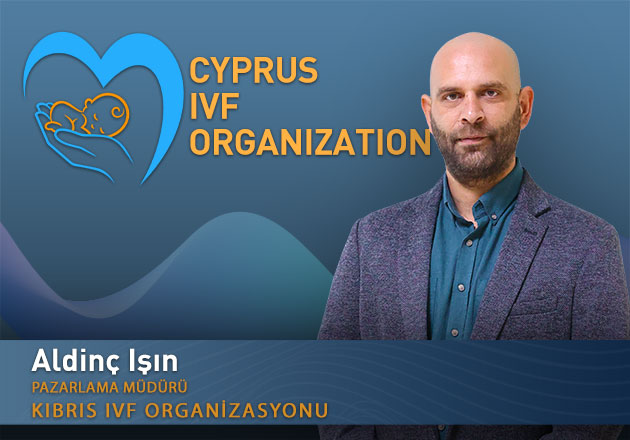 CYPRUS
IVF
ORGANIZATION
Aldinç Işın
PAZARLAMA MÜDÜRÜ
KIBRIS IVF ORGANİZASYONU